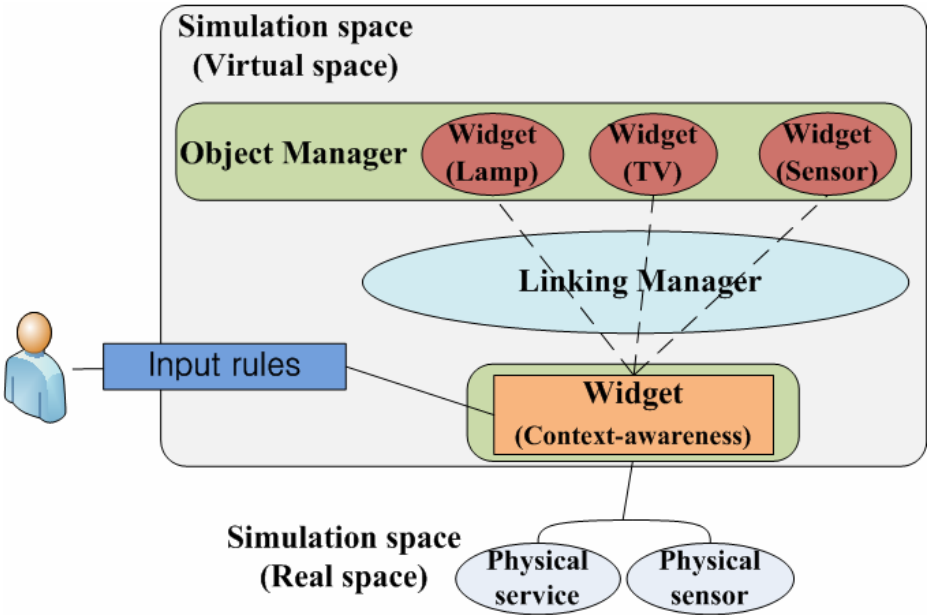 Simulation space
(Virtual space)
Object Manager
Widget
(Lamp)
Widget
(TV)
Widget
(Sensor)
Linking Manager
Input rules
Widget
(Context-awareness)
Simulation space
(Real space)
Physical
service
Physical
sensor